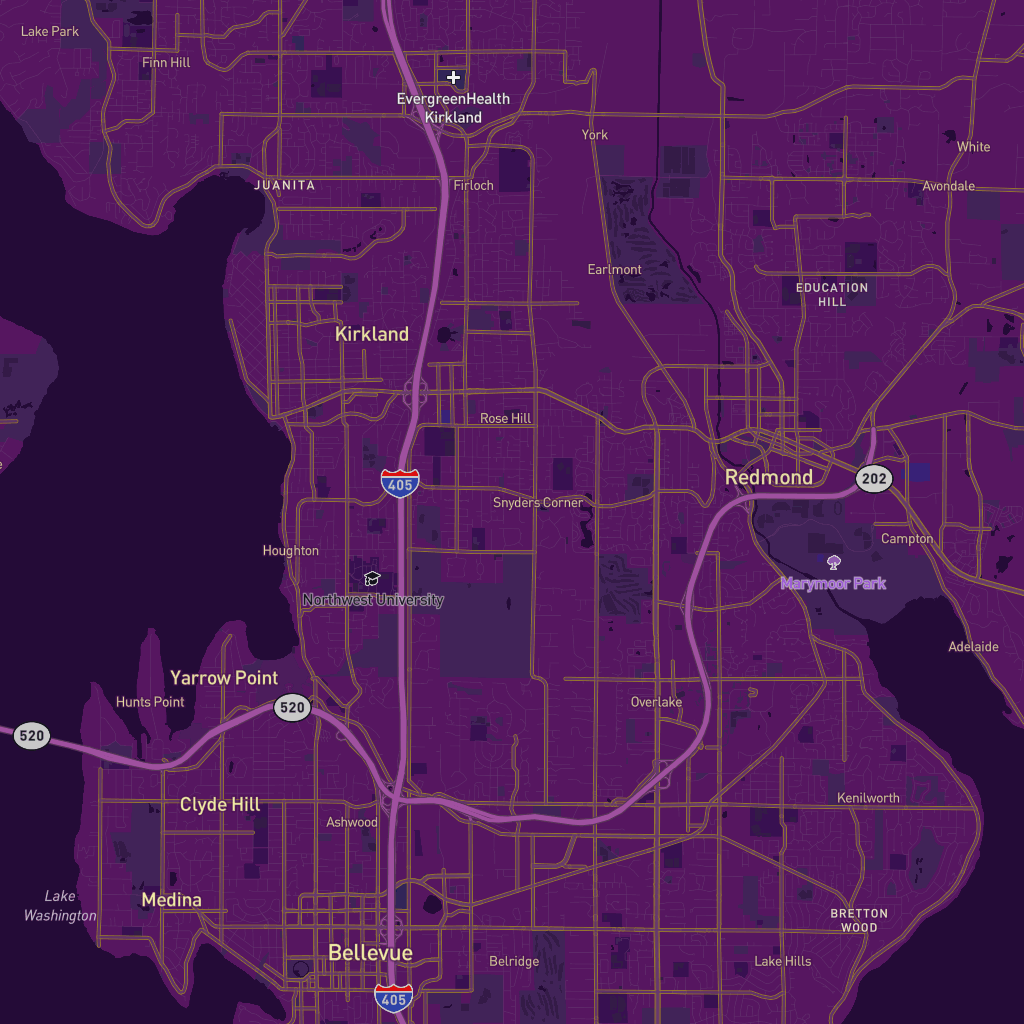 Lake Park
Finn Hill
EvergreenHealth
Kirkland
York
White
JUANITA
Firloch
Avondale
Earlmont
EDUCATION
HILL
Kirkland
Rose Hill
405
Redmond
202
Snyders Corner
Campton
Houghton
Marymoor Park
Northwest University
Adelaide
Yarrow Point
Hunts Point
Overlake
520
520
Clyde Hill
Kenilworth
Ashwood
Lake
Washington
Medina
BRETTON
WOOD
Bellevue
Belridge
Lake Hills
405